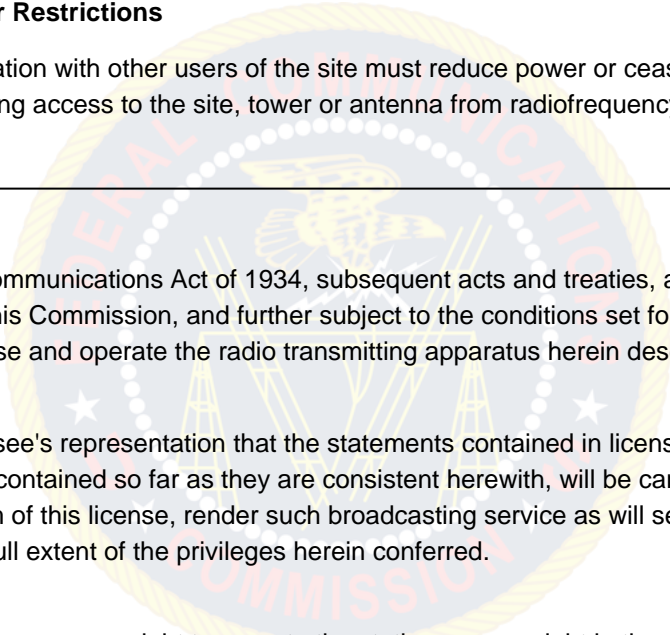 r Restrictions
ation with other users of the site must reduce power or ceas
ng access to the site, tower or antenna from radiofrequency
ommunications Act of 1934, subsequent acts and treaties, a
his Commission, and further subject to the conditions set fo
se and operate the radio transmitting apparatus herein des
see's representation that the statements contained in licens
contained so far as they are consistent herewith, will be car
n of this license, render such broadcasting service as will se
ull extent of the privileges herein conferred.
FEDERAL COMMUNICATIONS
COMMISSION